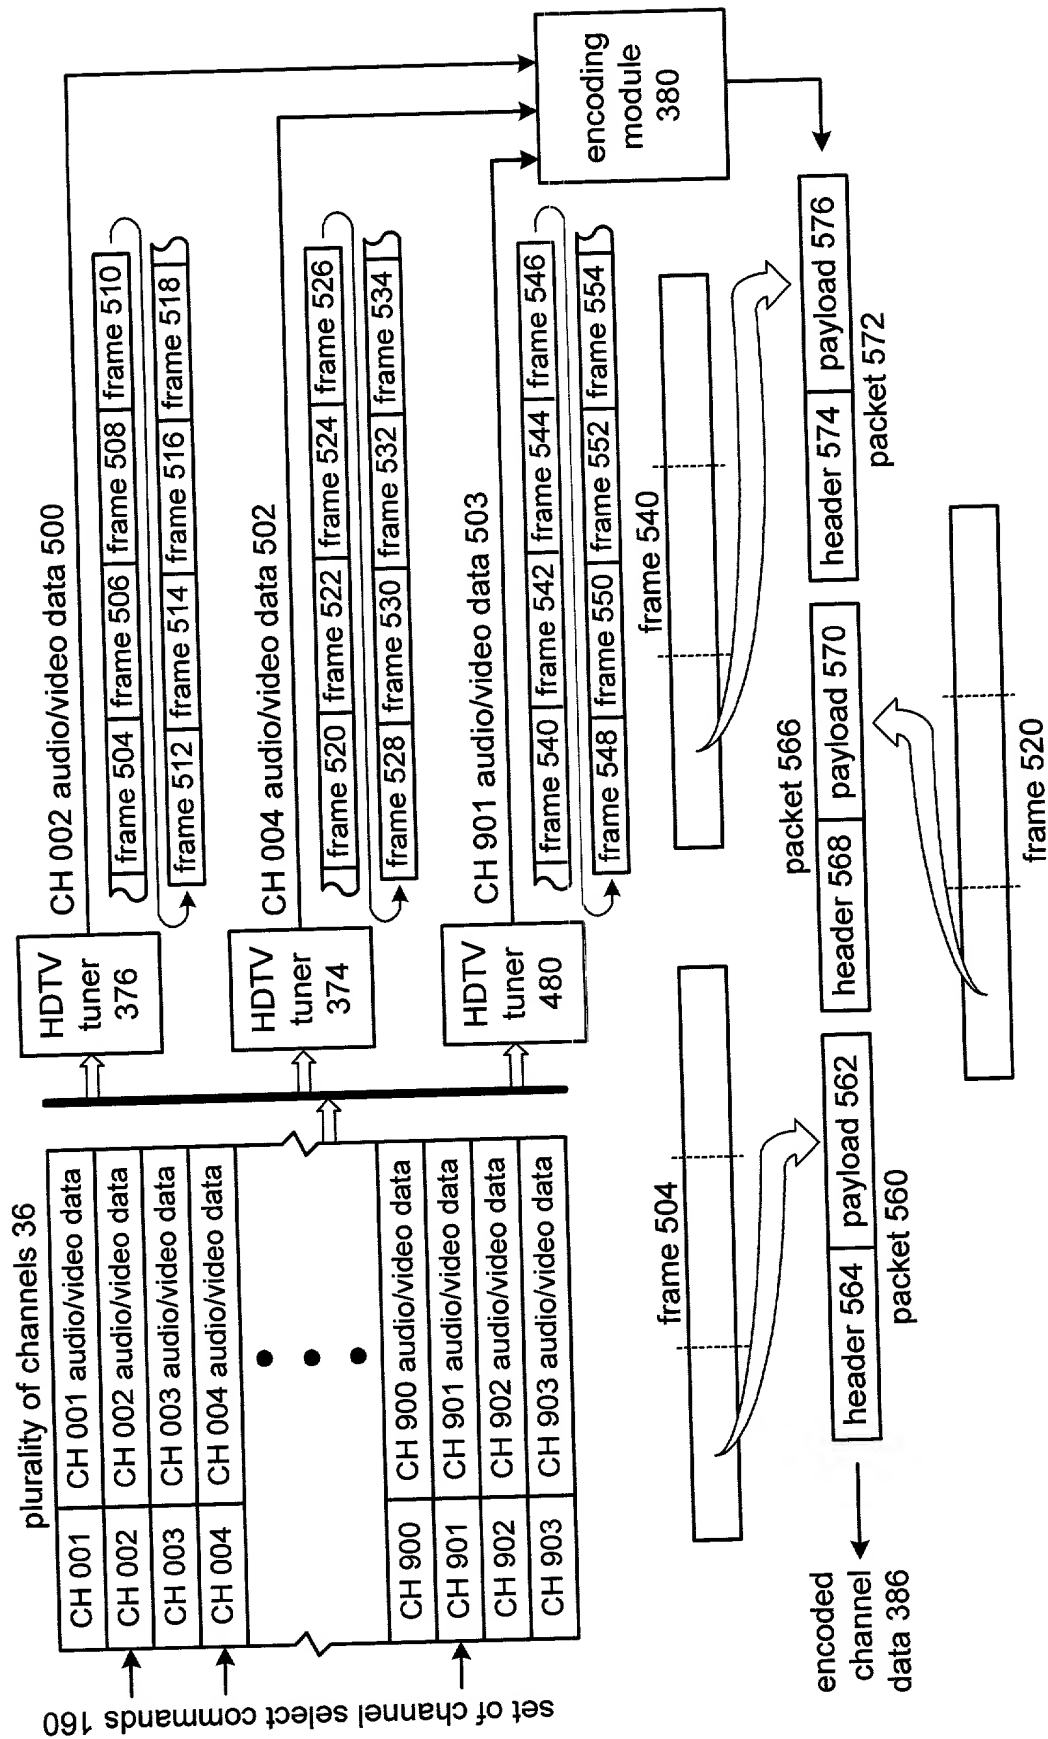 plurality of channels 36
CH 001
CH 001 audio/video data
CH 002
CH 002 audio/video data
CH 003
CH 003 audio/video data
CH 004
CH 004 audio/video data
CH 900
CH 900 audio/video data
CH 901
CH 901 audio/video data
CH 902
CH 902 audio/video data
CH 903
CH 903 audio/video data
set of channel select commands 160
HDTV
tuner
376
CH 002 audio/video data 500
frame 504
frame 506
frame 508
frame 510
frame 512
frame 514
frame 516
frame 518
HDTV
tuner
374
CH 004 audio/video data 502
frame 520
frame 522
frame 524
frame 526
frame 528
frame 530
frame 532
frame 534
HDTV
tuner
480
CH 901 audio/video data 503
frame 540
frame 542
frame 544
frame 546
frame 548
frame 550
frame 552
frame 554
encoding
module
380
frame 504
frame 540
header 564
payload 562
packet 560
packet 566
header 568
payload 570
header 574
payload 576
packet 572
frame 520
encoded
channel
data 386